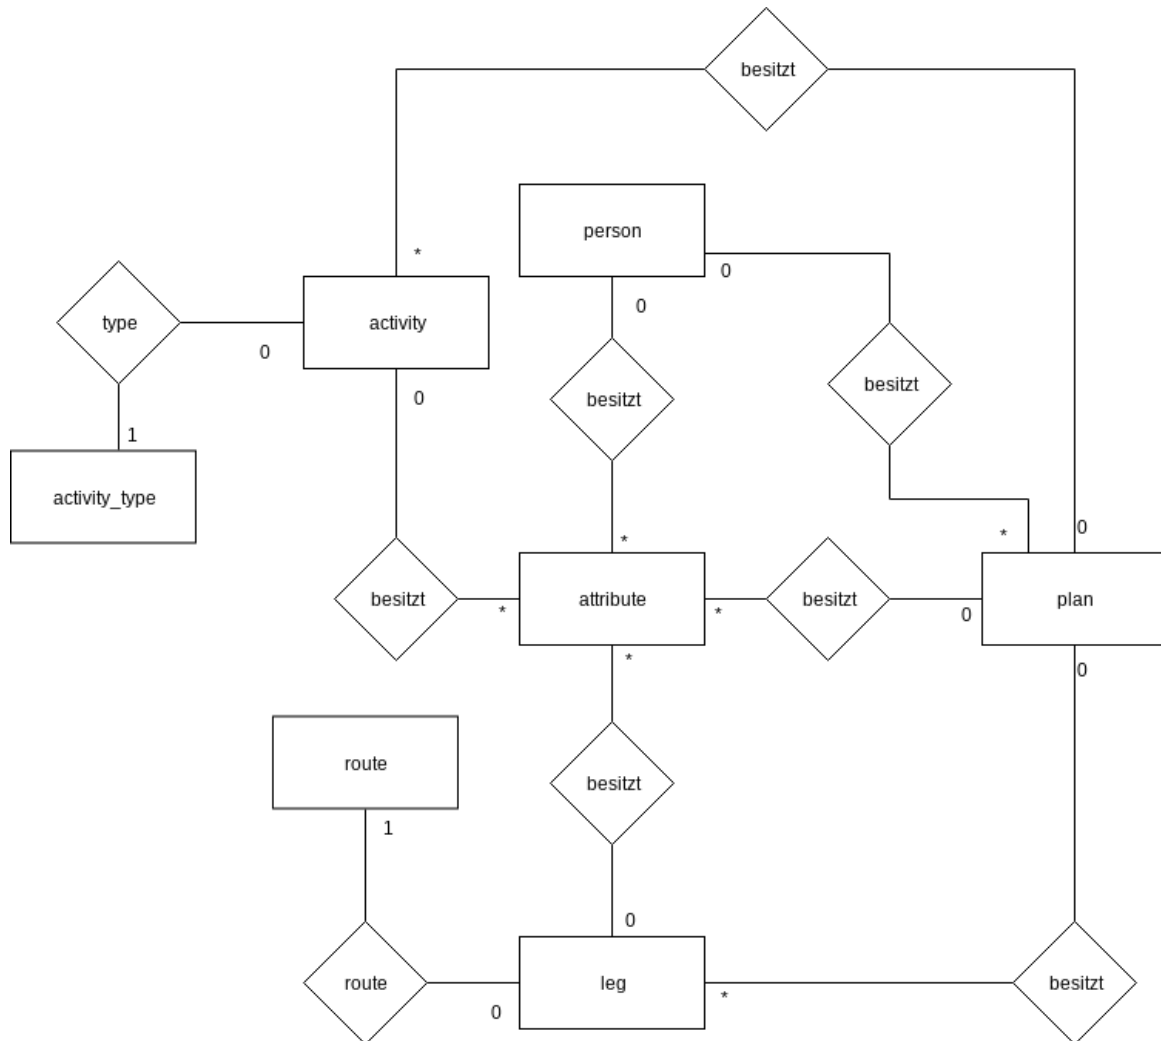 besitzt
person
*
0
0
type
activity
0
0
besitzt
besitzt
1
activity_type
*
0
*
besitzt
*
attribute
*
besitzt
0
plan
*
0
route
besitzt
1
0
route
0
leg
*
besitzt